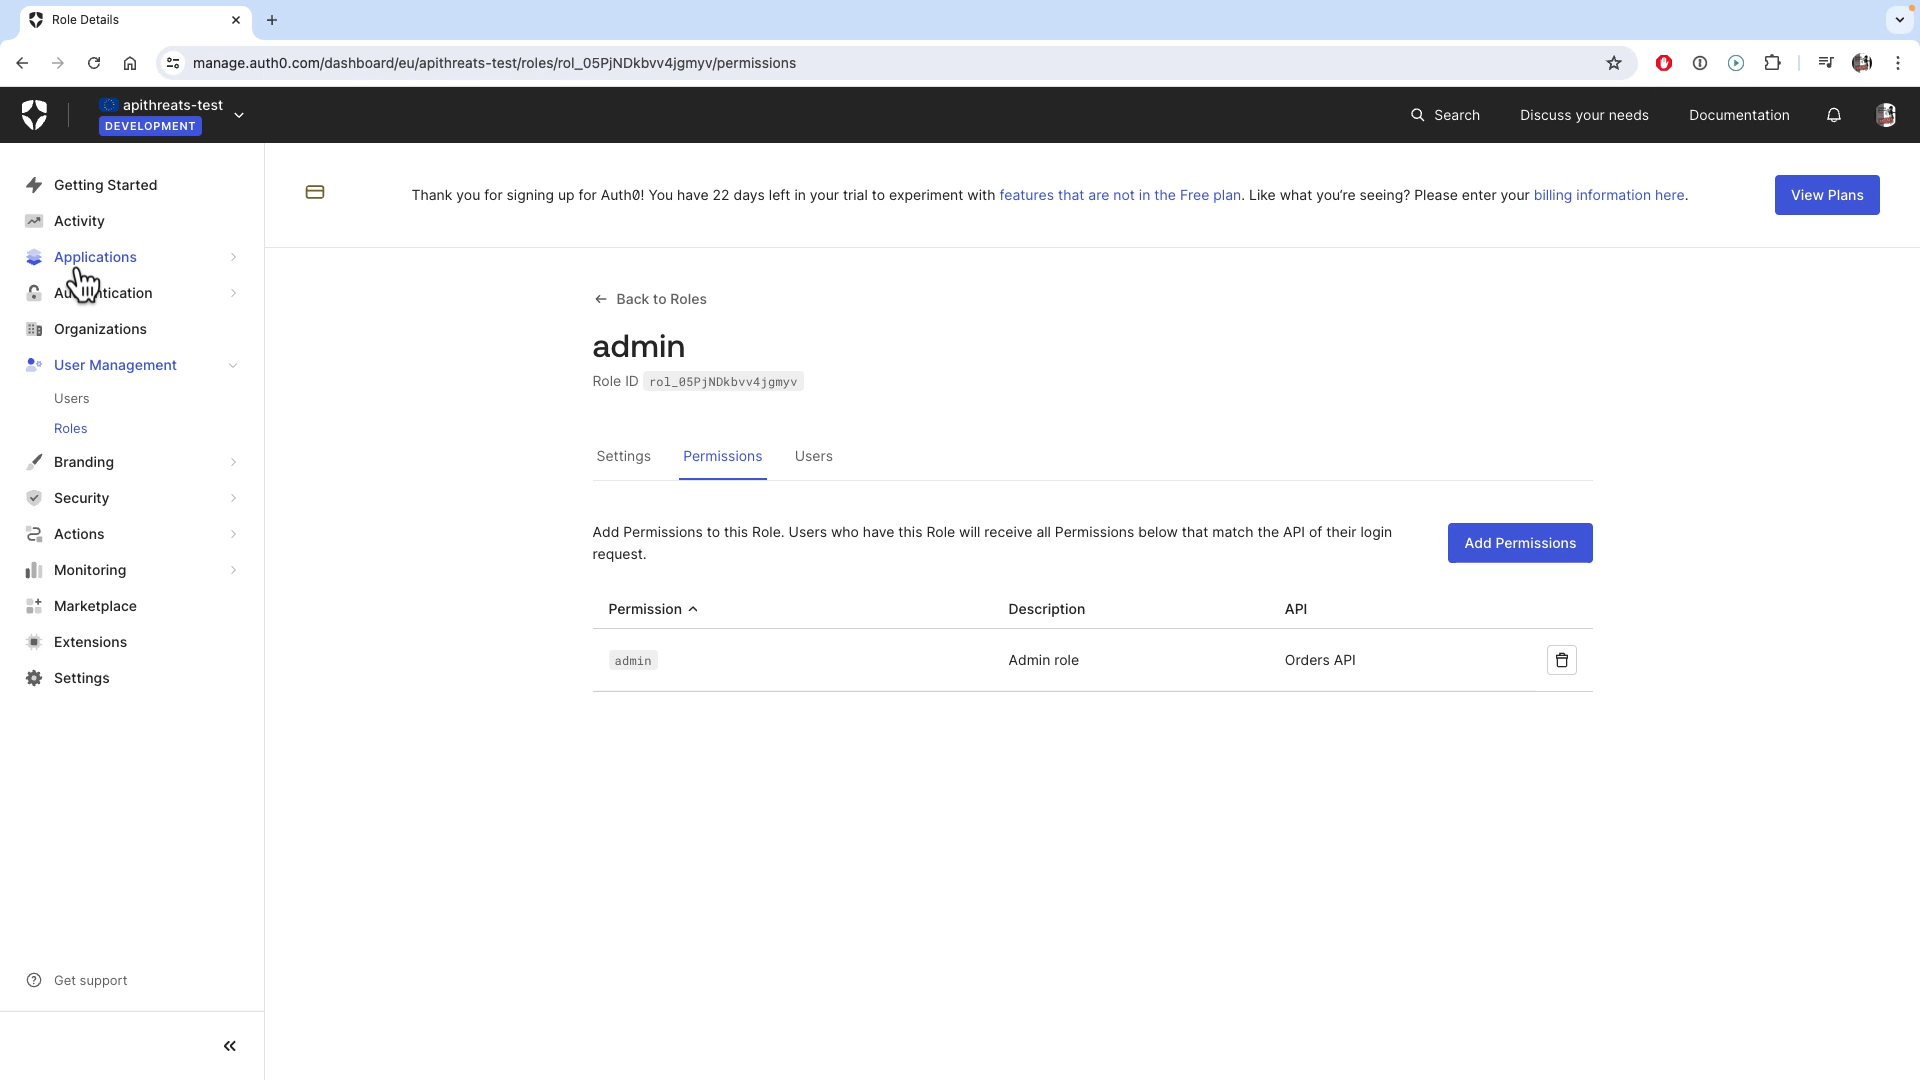 Role Details
manage.auth0.com/dashboard/eu/apithreats-test/roles/rol_05PjNDkbvv4jgmyv/permissions
apithreats-test
DEVELOPMENT
Search
Discuss your needs
Documentation
Getting Started
Activity
Applications
Organizations
User Management
Users
Roles
Branding
Security
Actions
Monitoring
Marketplace
Extensions
Settings
Get support
Thank you for signing up for Auth0! You have 22 days left in your trial to experiment with features that are not in the Free plan. Like what you're seeing? Please enter your billing information here.
View Plans
Back to Roles
admin
Role ID rol_05PjNDkbvv4jgmyv
Settings Permissions Users
Add Permissions to this Role. Users who have this Role will receive all Permissions below that match the API of their login
request.
Add Permissions
Permission Description API
admin Admin role Orders API